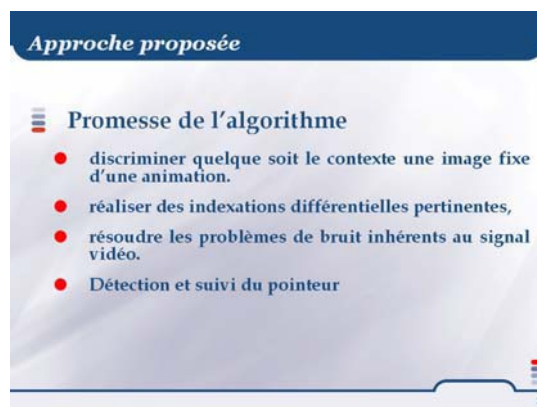 Approche proposée
Promesse de l'algorithme
discriminer quelque soit le contexte une image fixe
d'une animation.
réaliser des indexations différentielles pertinentes,
résoudre les problèmes de bruit inhérents au signal
vidéo.
Détection et suivi du pointeur